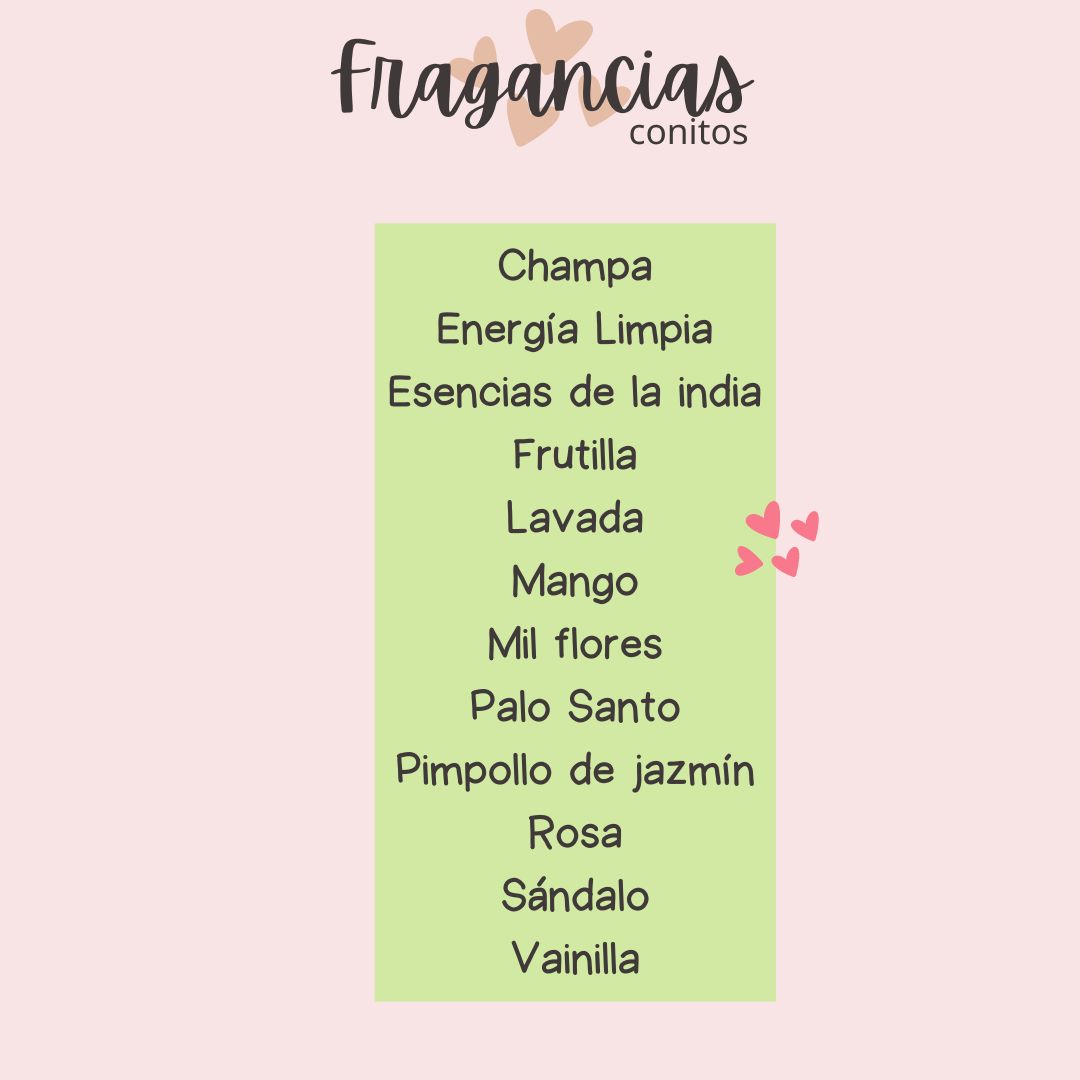 Fragancias
conitos
Champa
Energía Limpia
Esencias de la india
Frutilla
Lavada
Mango
Mil flores
Palo Santo
Pimpollo de jazmín
Rosa
Sándalo
Vainilla